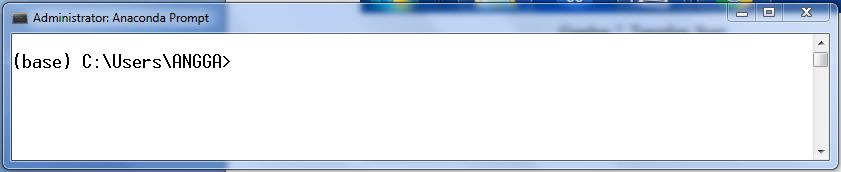 Administrator: Anaconda Prompt
(base) C:\Users\ANGGA>